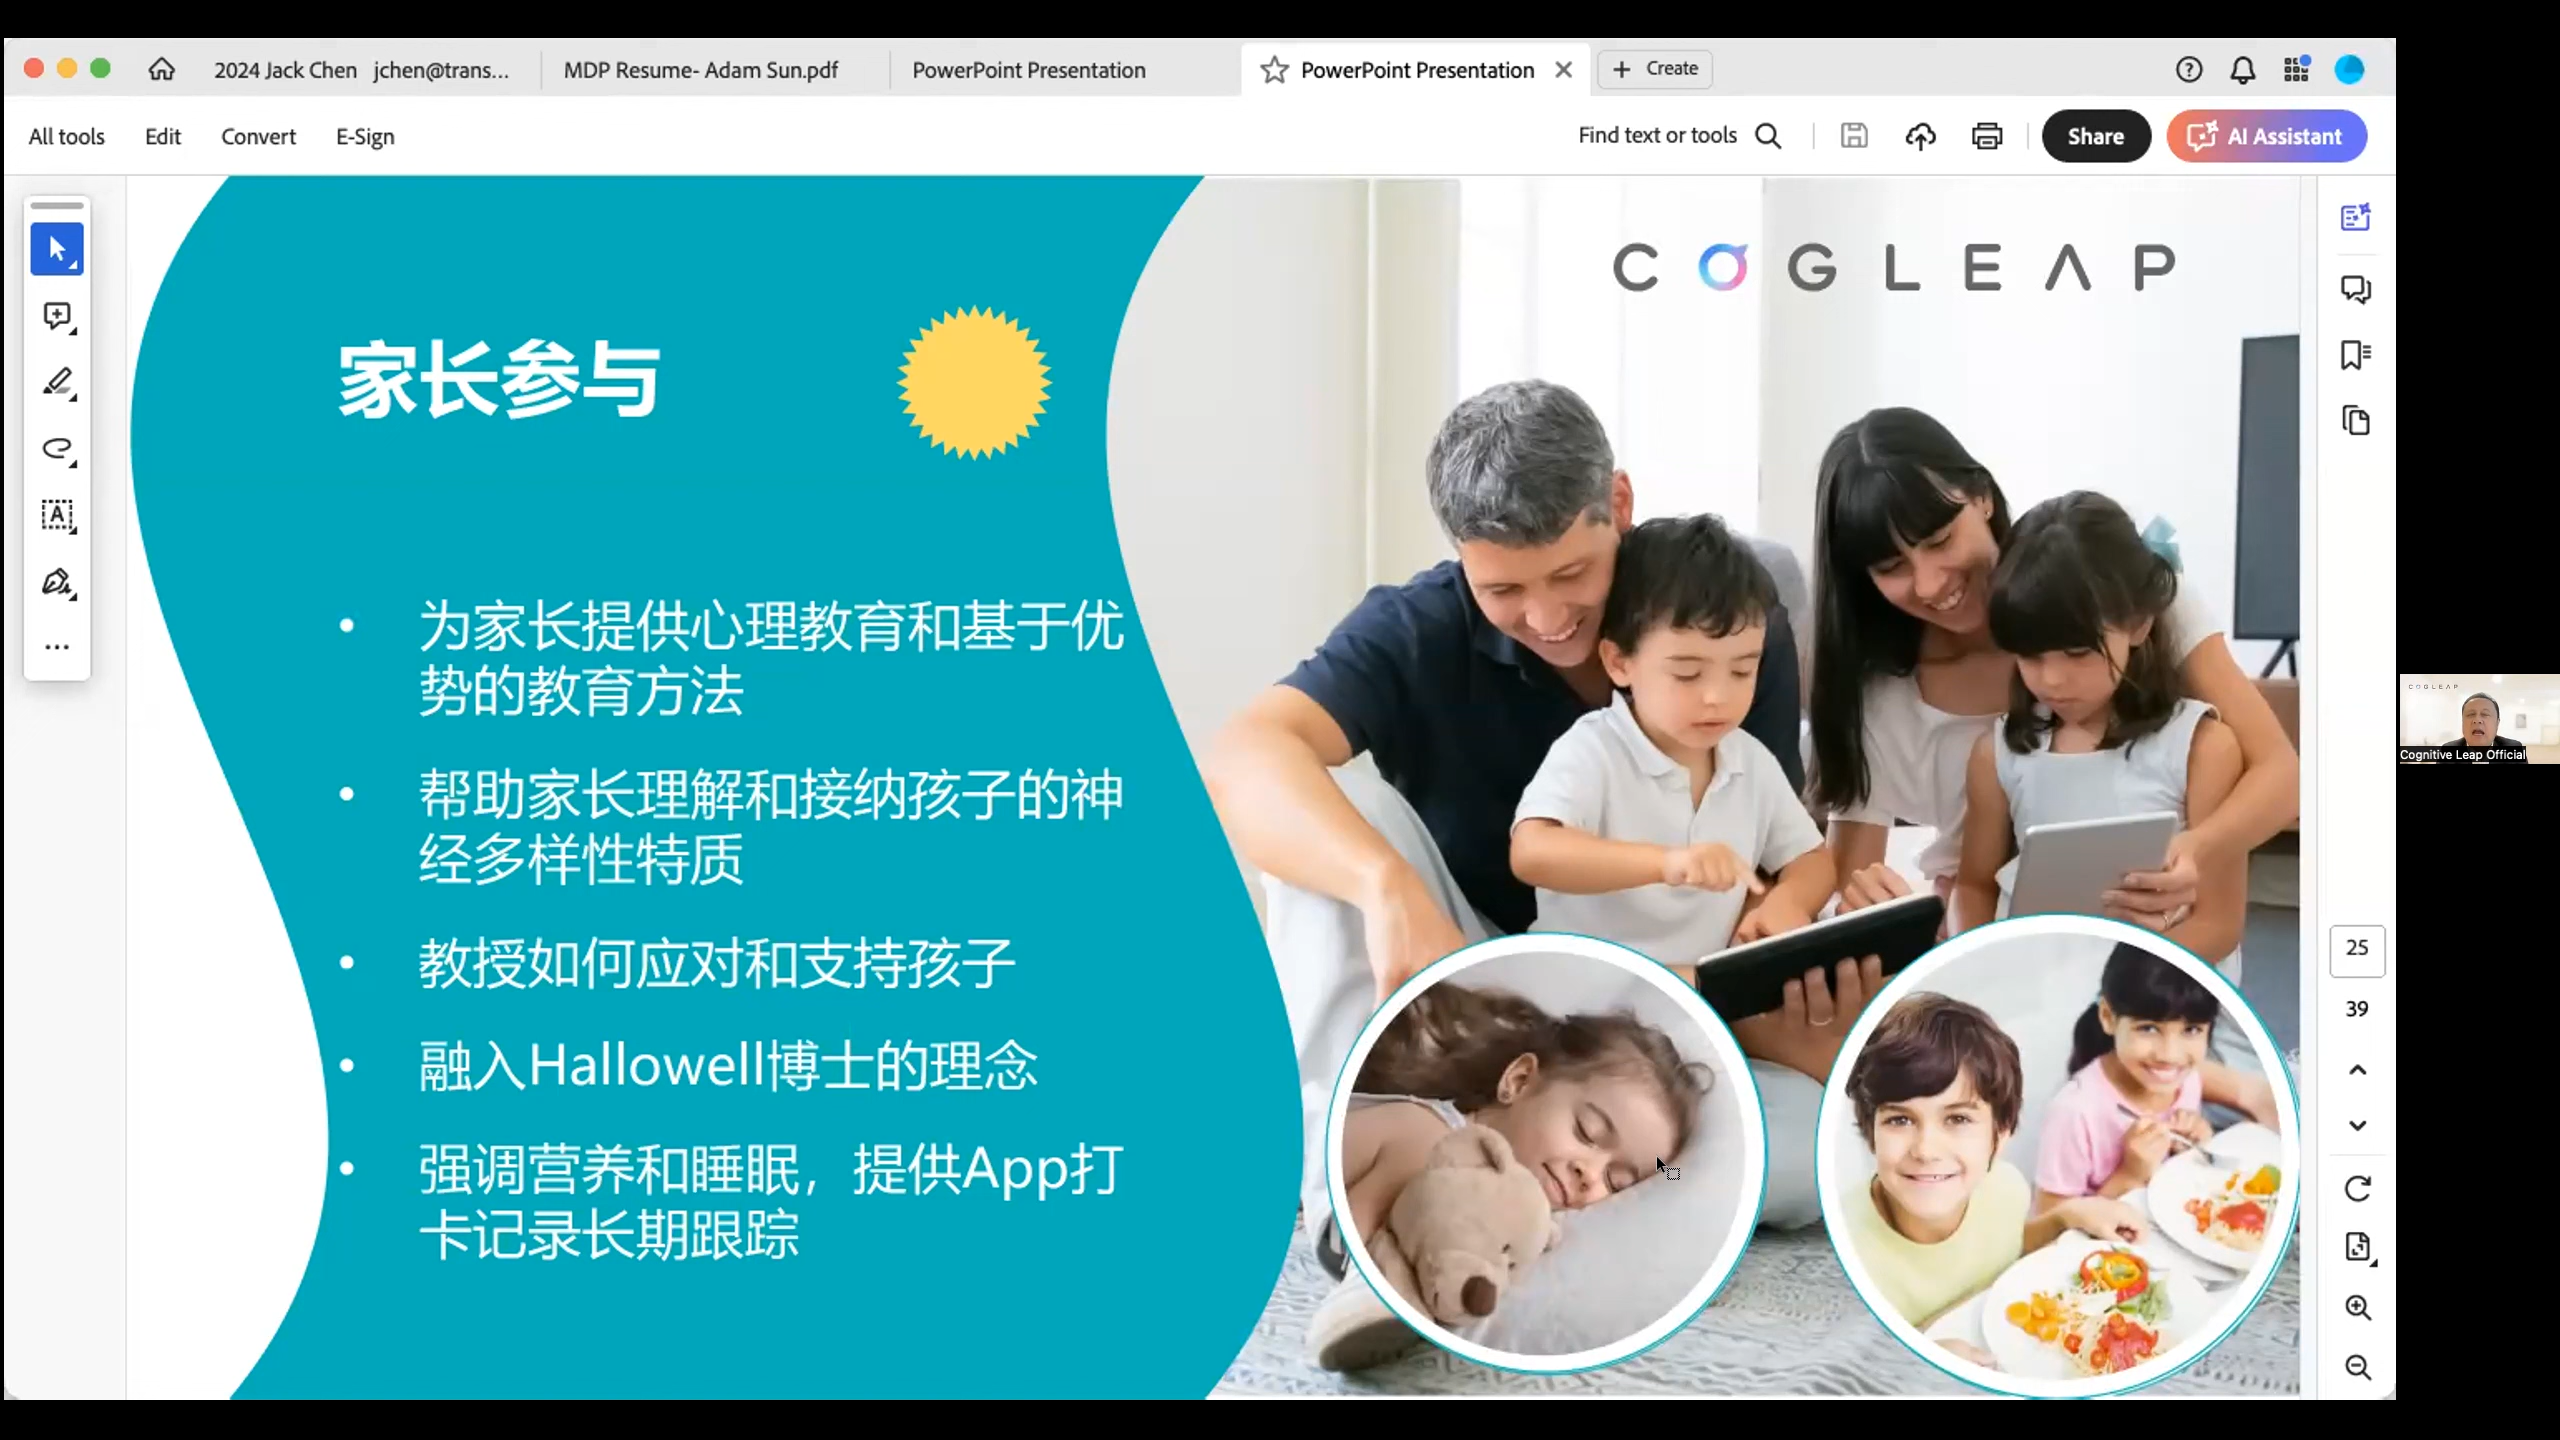 2024 Jack Chen jchen@trans...
MDP Resume- Adam Sun.pdf
PowerPoint Presentation
PowerPoint Presentation
Create
All tools
Edit
Convert
E-Sign
Find text or tools
Share
AI Assistant
COGLEAP
家长参与
• 为家长提供心理教育和基于优
势的教育方法
• 帮助家长理解和接纳孩子的神
经多样性特质
• 教授如何应对和支持孩子
• 融入Hallowell博士的理念
• 强调营养和睡眠，提供App打
卡记录长期跟踪
25
39
COGLEAP
Cognitive Leap Official